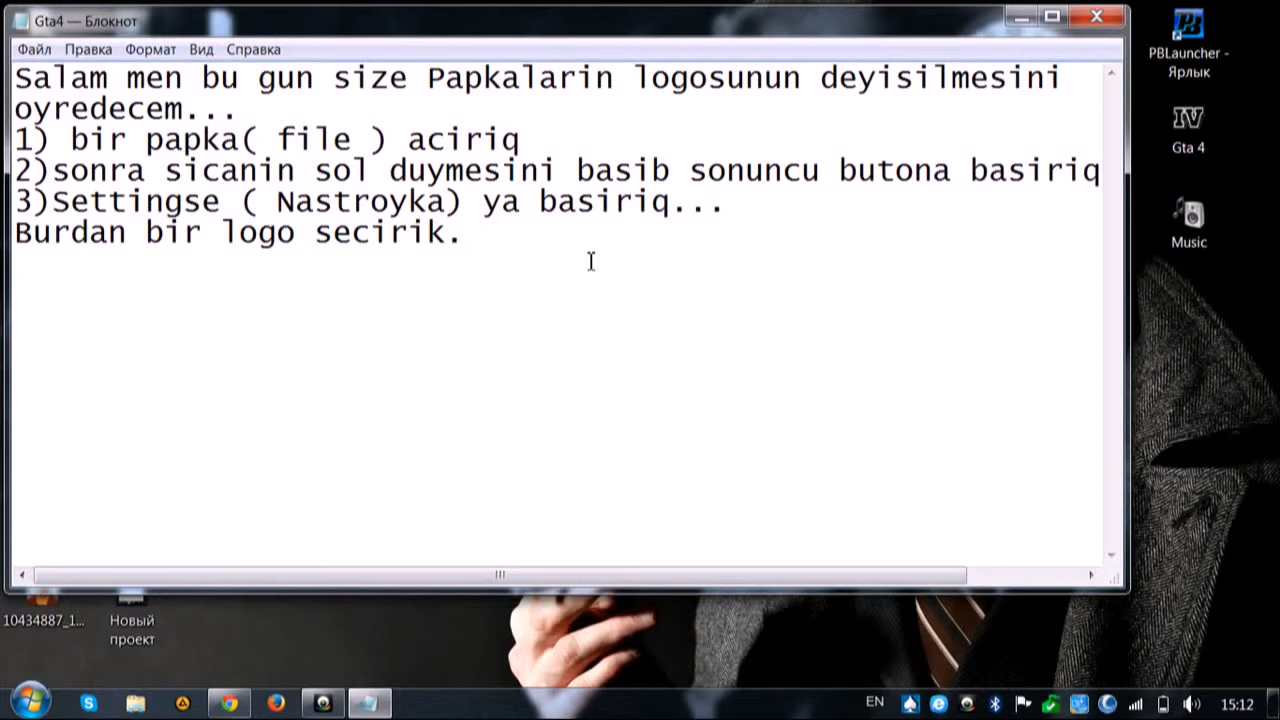 Gta4 — Блокнот
Файл Правка Формат Вид Справка
Salam men bu gun size Papkalarin logosunun deyisilmesini
oyredecem...
1) bir papka( file ) aciriq
2)sonra sicanin sol duymesini basib sonuncu butona basiriq
3)Settingse ( Nastroyka) ya basiriq...
Burdan bir logo secirik.
PBLauncher -
Ярлык
Gta 4
Music
10434887_1...
Новый
проект
EN
15:12